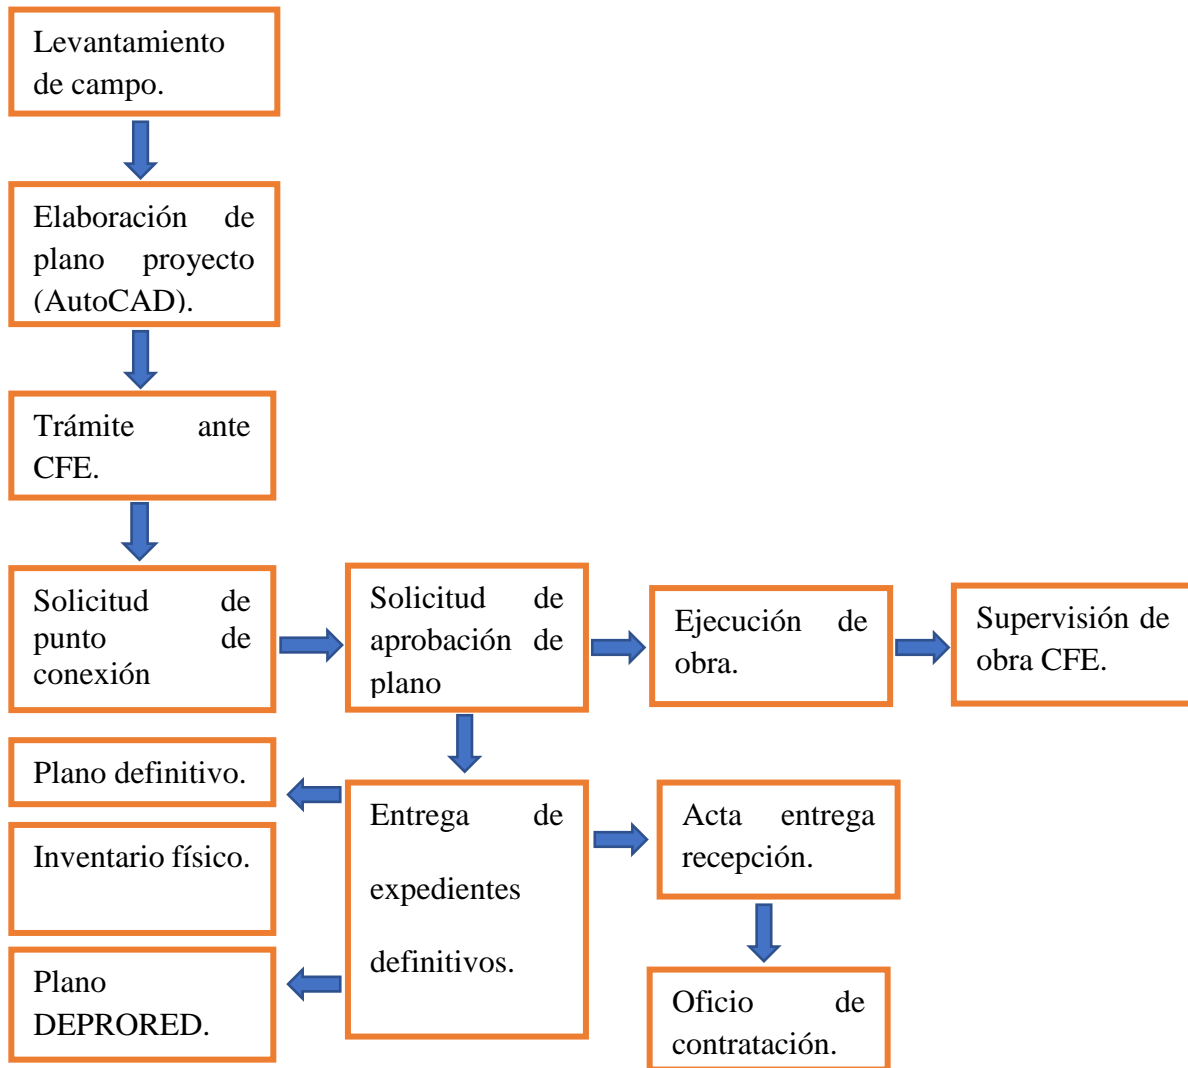 Levantamiento
de campo.
Elaboración de
plano proyecto
(AutoCAD).
Trámite ante
CFE.
Solicitud de
punto de
conexión
Solicitud de
aprobación de
plano
Ejecución de
obra.
Supervisión de
obra CFE.
Plano definitivo.
Inventario físico.
Plano
DEPRORED.
Entrega de
expedientes
definitivos.
Acta entrega
recepción.
Oficio de
contratación.